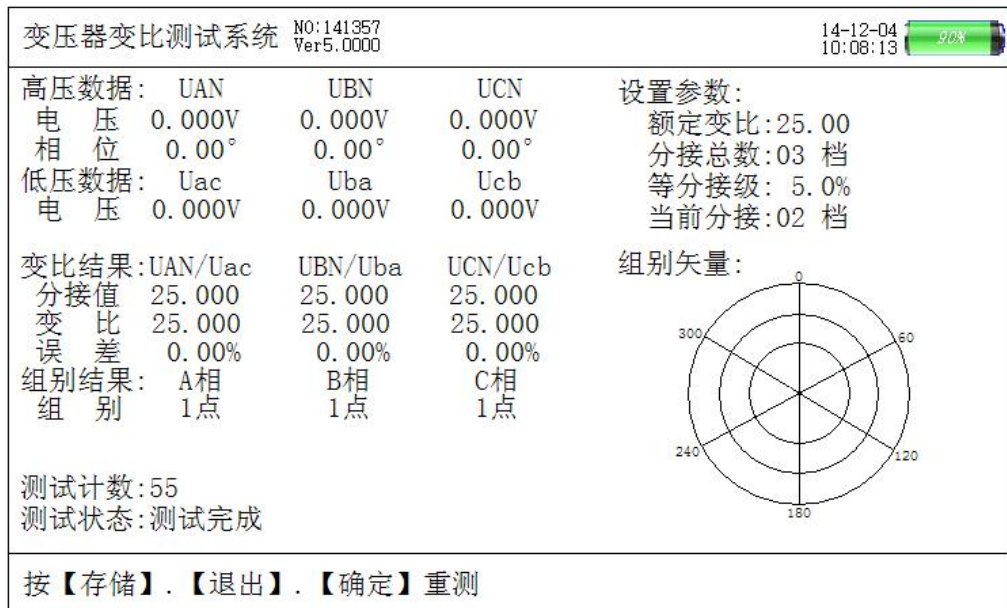 变压器变比测试系统 NO:141357 14-12-04 90%
Ver5.0000 10:08:13
高压数据: UAN UBN UCN
电 压 0.000V 0.000V 0.000V
相 位 0.00° 0.00° 0.00°
低压数据: Uac Uba Ucb
电 压 0.000V 0.000V 0.000V
变比结果:UAN/Uac UBN/Uba UCN/Ucb
分接值 25.000 25.000 25.000
变 比 25.000 25.000 25.000
误 差 0.00% 0.00% 0.00%
组别结果: A相 B相 C相
组 别 1点 1点 1点
测试计数:55
测试状态:测试完成
设置参数:
额定变比:25.00
分接总数:03 档
等分接级: 5.0%
当前分接:02 档
组别矢量:
0
300 60
240 120
180
按【存储】.【退出】.【确定】重测